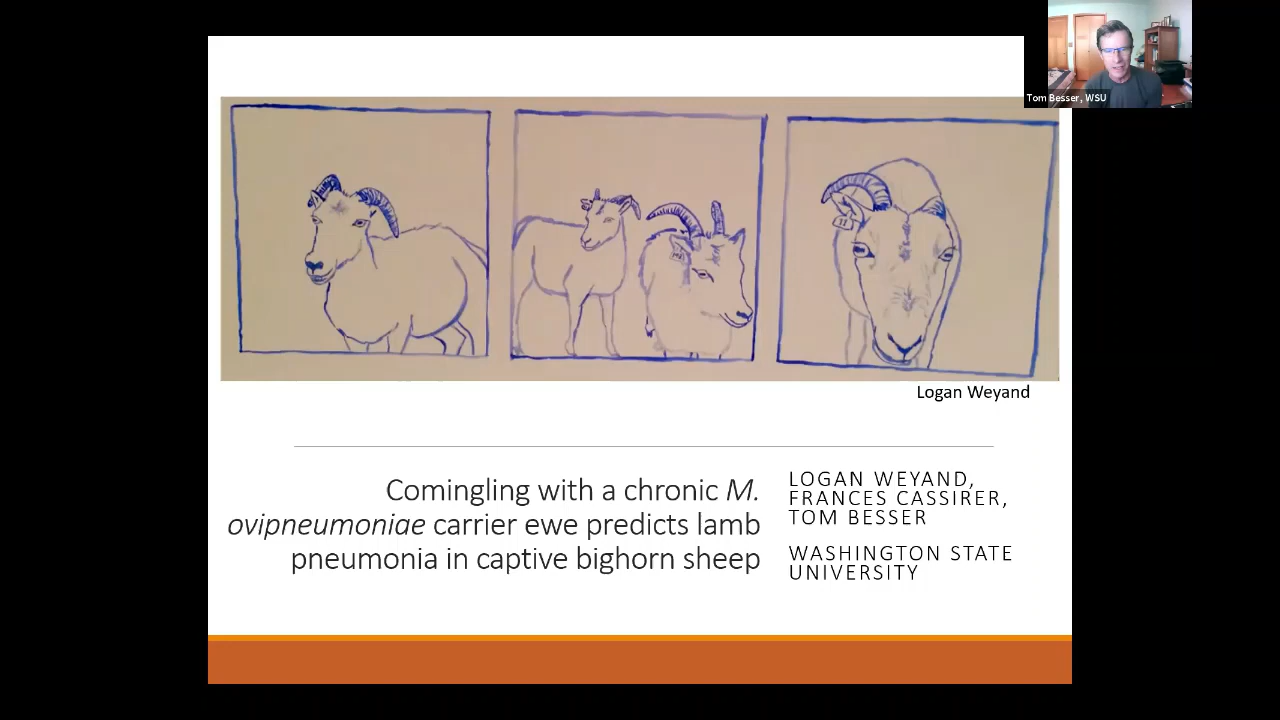 Tom Besser, WSU
Logan Weyand
Comingling with a chronic M.
ovipneumoniae carrier ewe predicts lamb
pneumonia in captive bighorn sheep
LOGAN WEYAND,
FRANCES CASSIRER,
TOM BESSER
WASHINGTON STATE
UNIVERSITY